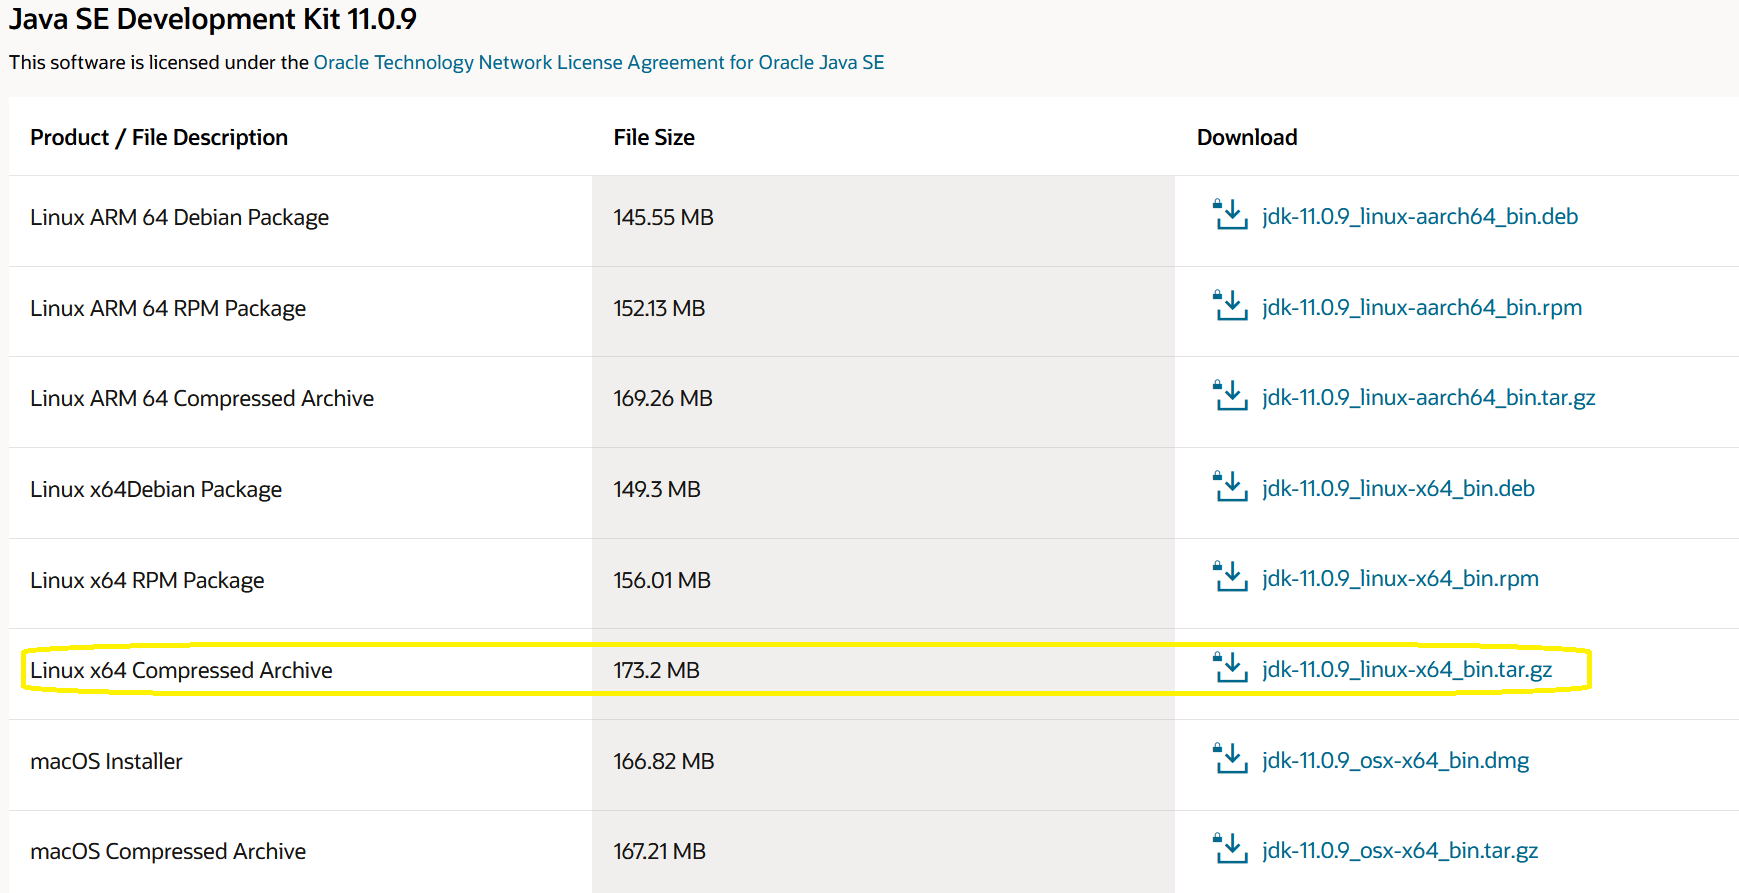 Java SE Development Kit 11.0.9
This software is licensed under the Oracle Technology Network License Agreement for Oracle Java SE
Product / File Description File Size Download
Linux ARM 64 Debian Package 145.55 MB jdk-11.0.9_linux-aarch64_bin.deb
Linux ARM 64 RPM Package 152.13 MB jdk-11.0.9_linux-aarch64_bin.rpm
Linux ARM 64 Compressed Archive 169.26 MB jdk-11.0.9_linux-aarch64_bin.tar.gz
Linux x64Debian Package 149.3 MB jdk-11.0.9_linux-x64_bin.deb
Linux x64 RPM Package 156.01 MB jdk-11.0.9_linux-x64_bin.rpm
Linux x64 Compressed Archive 173.2 MB jdk-11.0.9_linux-x64_bin.tar.gz
macOS Installer 166.82 MB jdk-11.0.9_osx-x64_bin.dmg
macOS Compressed Archive 167.21 MB jdk-11.0.9_osx-x64_bin.tar.gz